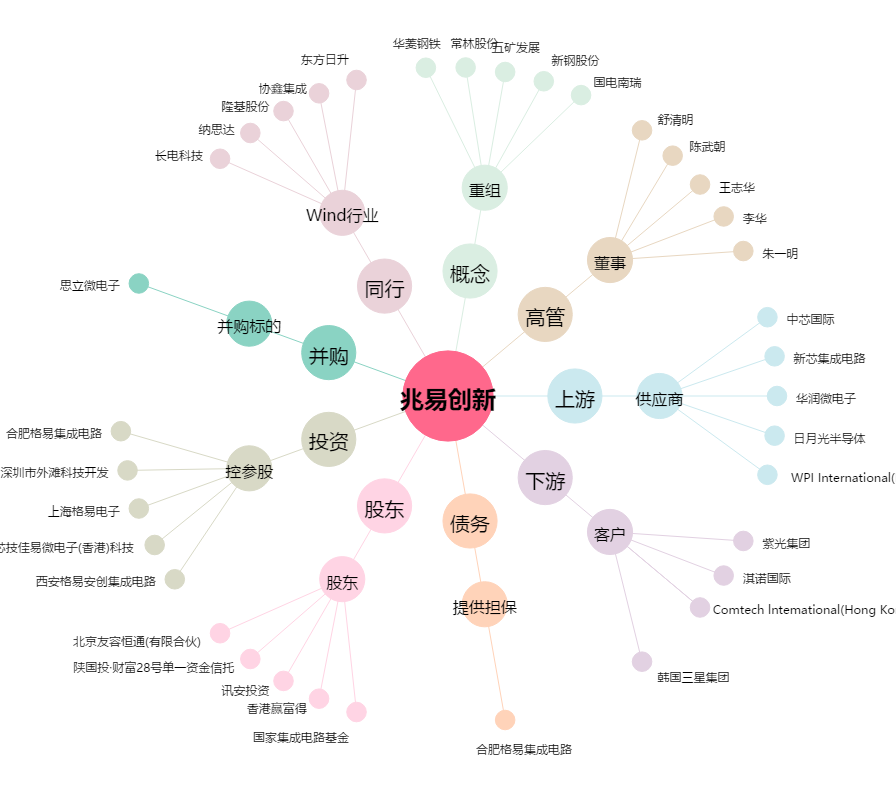 华菱钢铁
常林股份
五矿发展
新钢股份
国电南瑞
重组
概念
东方日升
协鑫集成
隆基股份
纳思达
长电科技
Wind行业
同行
舒清明
陈武朝
王志华
李华
朱一明
董事
高管
思立微电子
并购标的
并购
兆易创新
中芯国际
新芯集成电路
华润微电子
日月光半导体
WPI International(
供应商
上游
投资
控参股
合肥格易集成电路
深圳市外滩科技开发
上海格易电子
芯技佳易微电子(香港)科技
西安格易安创集成电路
下游
客户
紫光集团
淇诺国际
Comtech International(Hong Ko
韩国三星集团
股东
股东
北京友容恒通(有限合伙)
陕国投·财富28号单一资金信托
讯安投资
香港赢富得
国家集成电路基金
债务
提供担保
合肥格易集成电路